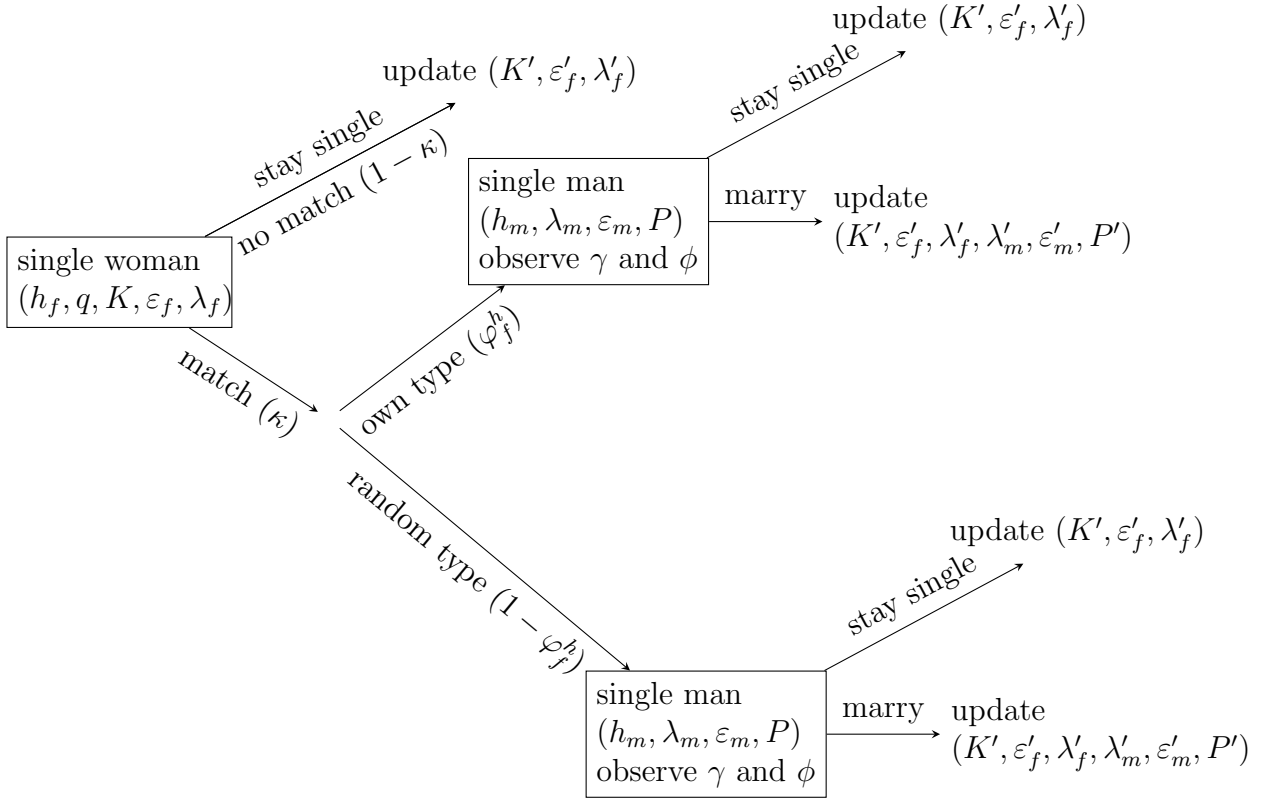 update (K′, ε′_f, λ′_f)
update (K′, ε′_f, λ′_f)
stay single
stay single
no match (1 − κ)
single man
(h_m, λ_m, ε_m, P)
observe γ and ϕ
marry
update
(K′, ε′_f, λ′_f, λ′_m, ε′_m, P′)
single woman
(h_f, q, K, ε_f, λ_f)
match (κ)
own type (φ^h_f)
random type (1 − φ^h_f)
update (K′, ε′_f, λ′_f)
stay single
single man
(h_m, λ_m, ε_m, P)
observe γ and ϕ
marry
update
(K′, ε′_f, λ′_f, λ′_m, ε′_m, P′)